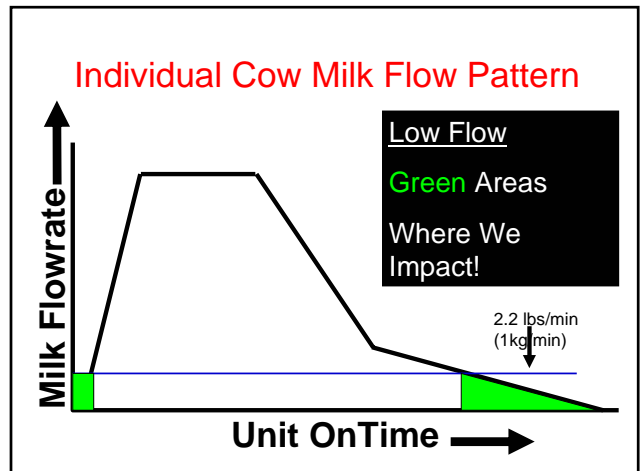 Individual Cow Milk Flow Pattern
Low Flow
Green Areas
Where We
Impact!
2.2 lbs/min
(1kg/min)
Milk Flowrate
Unit OnTime